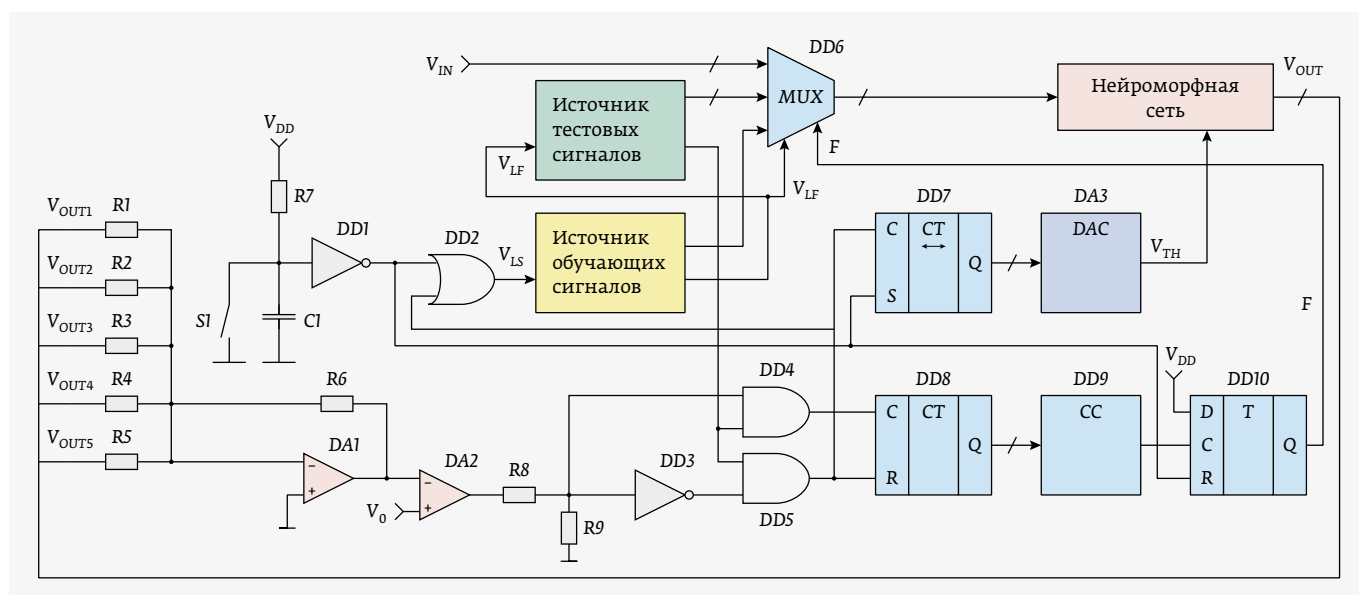 DD6
V_IN
MUX
V_OUT
Нейроморфная
сеть
Источник
тестовых
сигналов
V_LF
F
V_LF
V_DD
R7
DD1
DD2
V_LS
Источник
обучающих
сигналов
DD7
C
CT
S
Q
DA3
DAC
V_TH
F
V_OUT1
R1
V_OUT2
R2
V_OUT3
R3
V_OUT4
R4
V_OUT5
R5
S1
C1
R6
DA1
–
+
DA2
–
+
V_0
R8
R9
DD3
DD4
DD5
DD8
C
CT
R
Q
DD9
CC
V_DD
DD10
D
T
C
R
Q